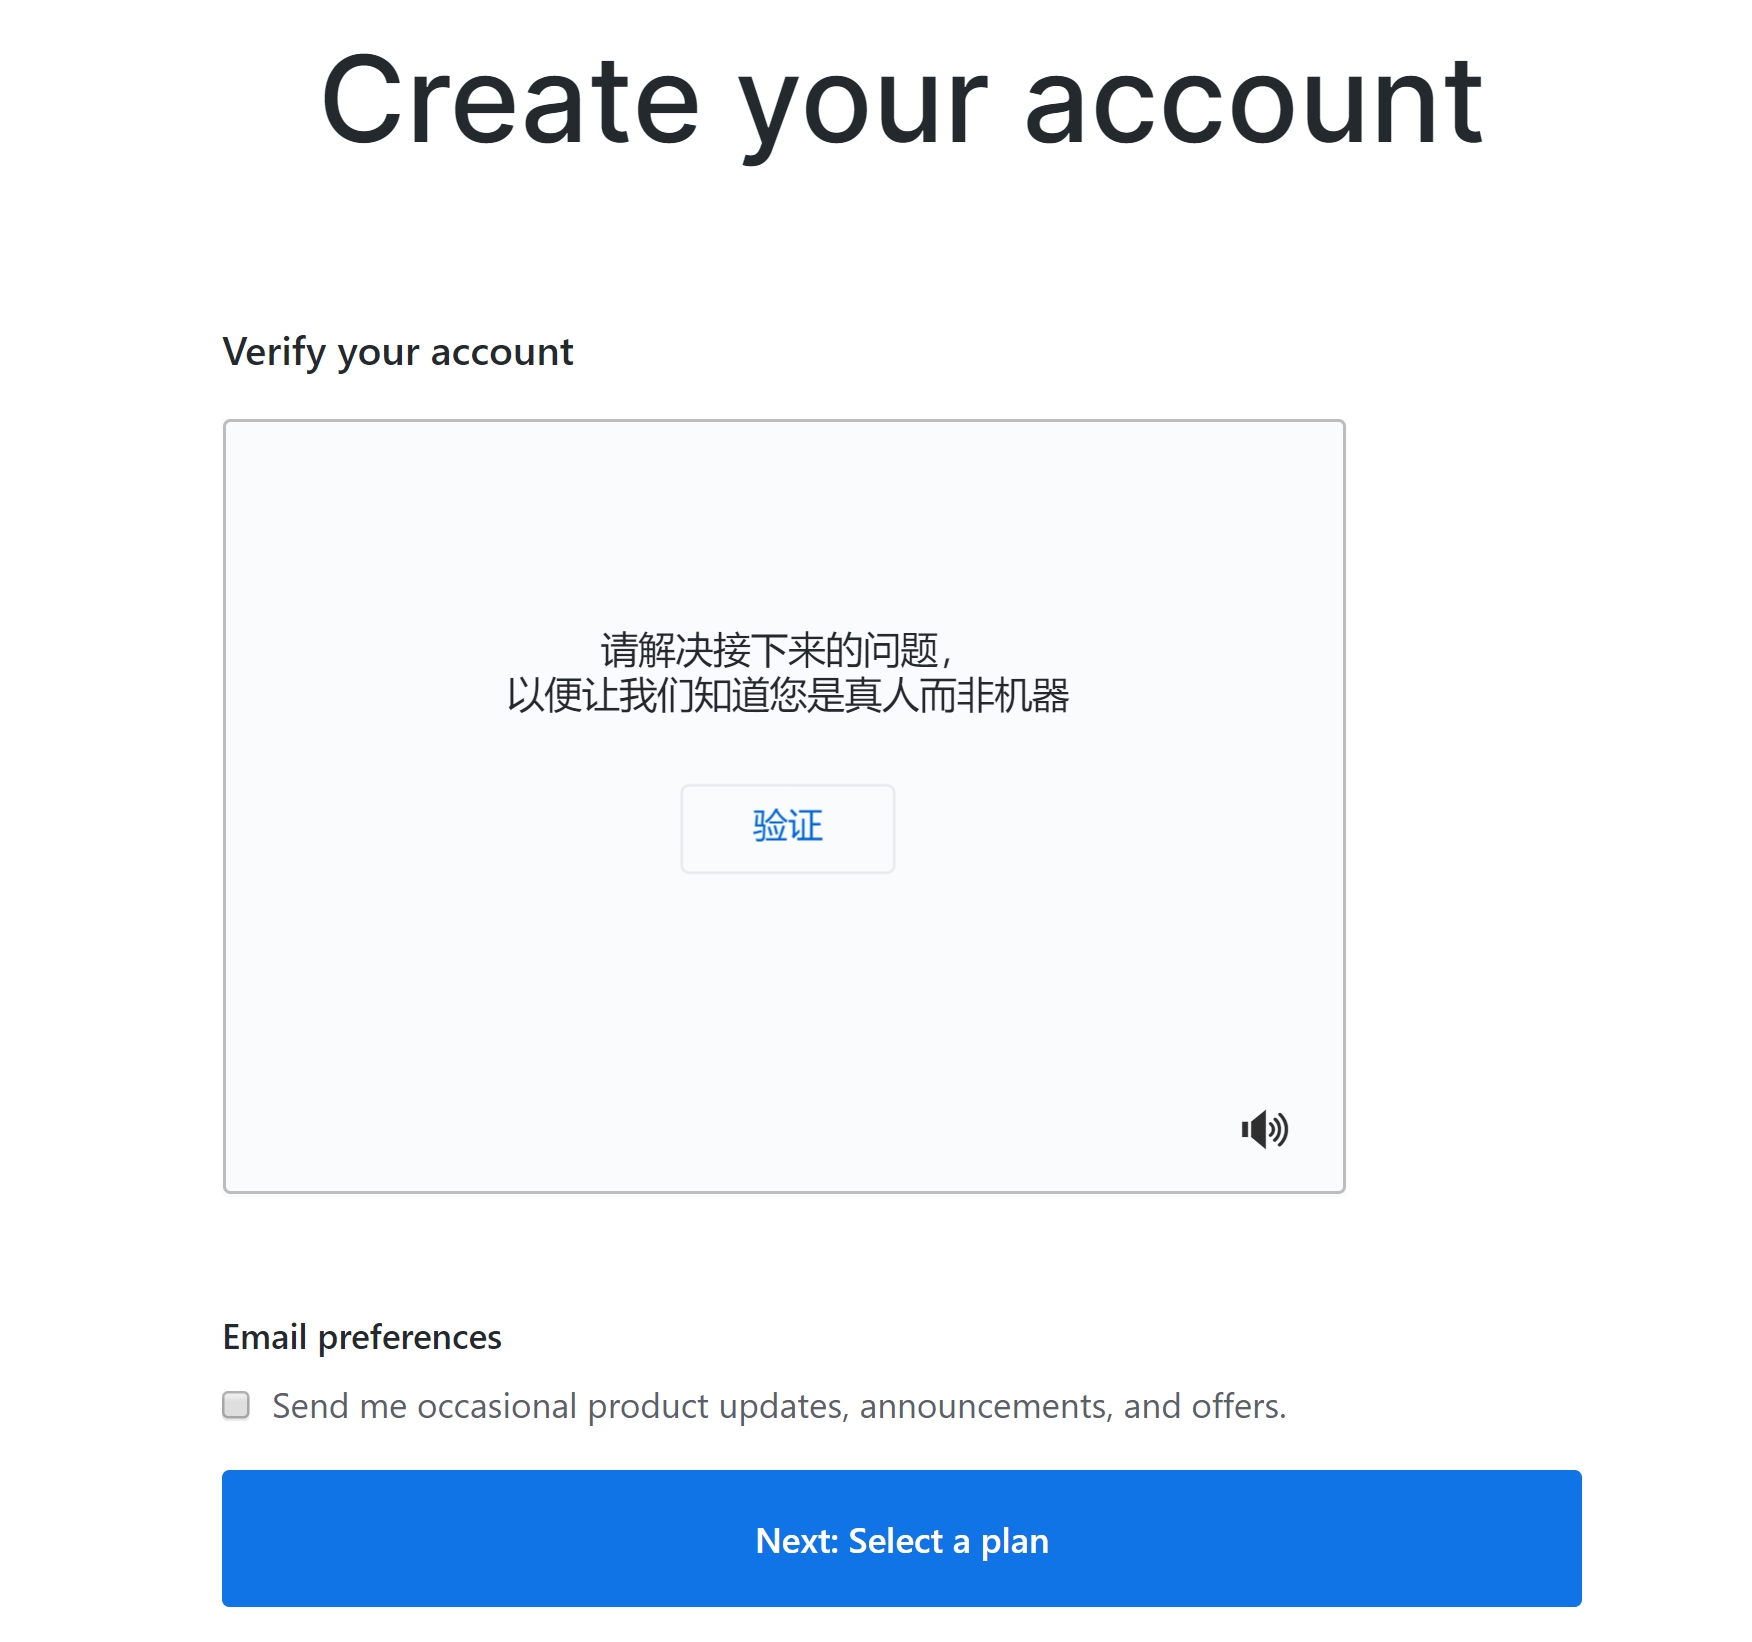 Create your account
Verify your account
请解决接下来的问题，
以便让我们知道您是真人而非机器
验证
Email preferences
Send me occasional product updates, announcements, and offers.
Next: Select a plan